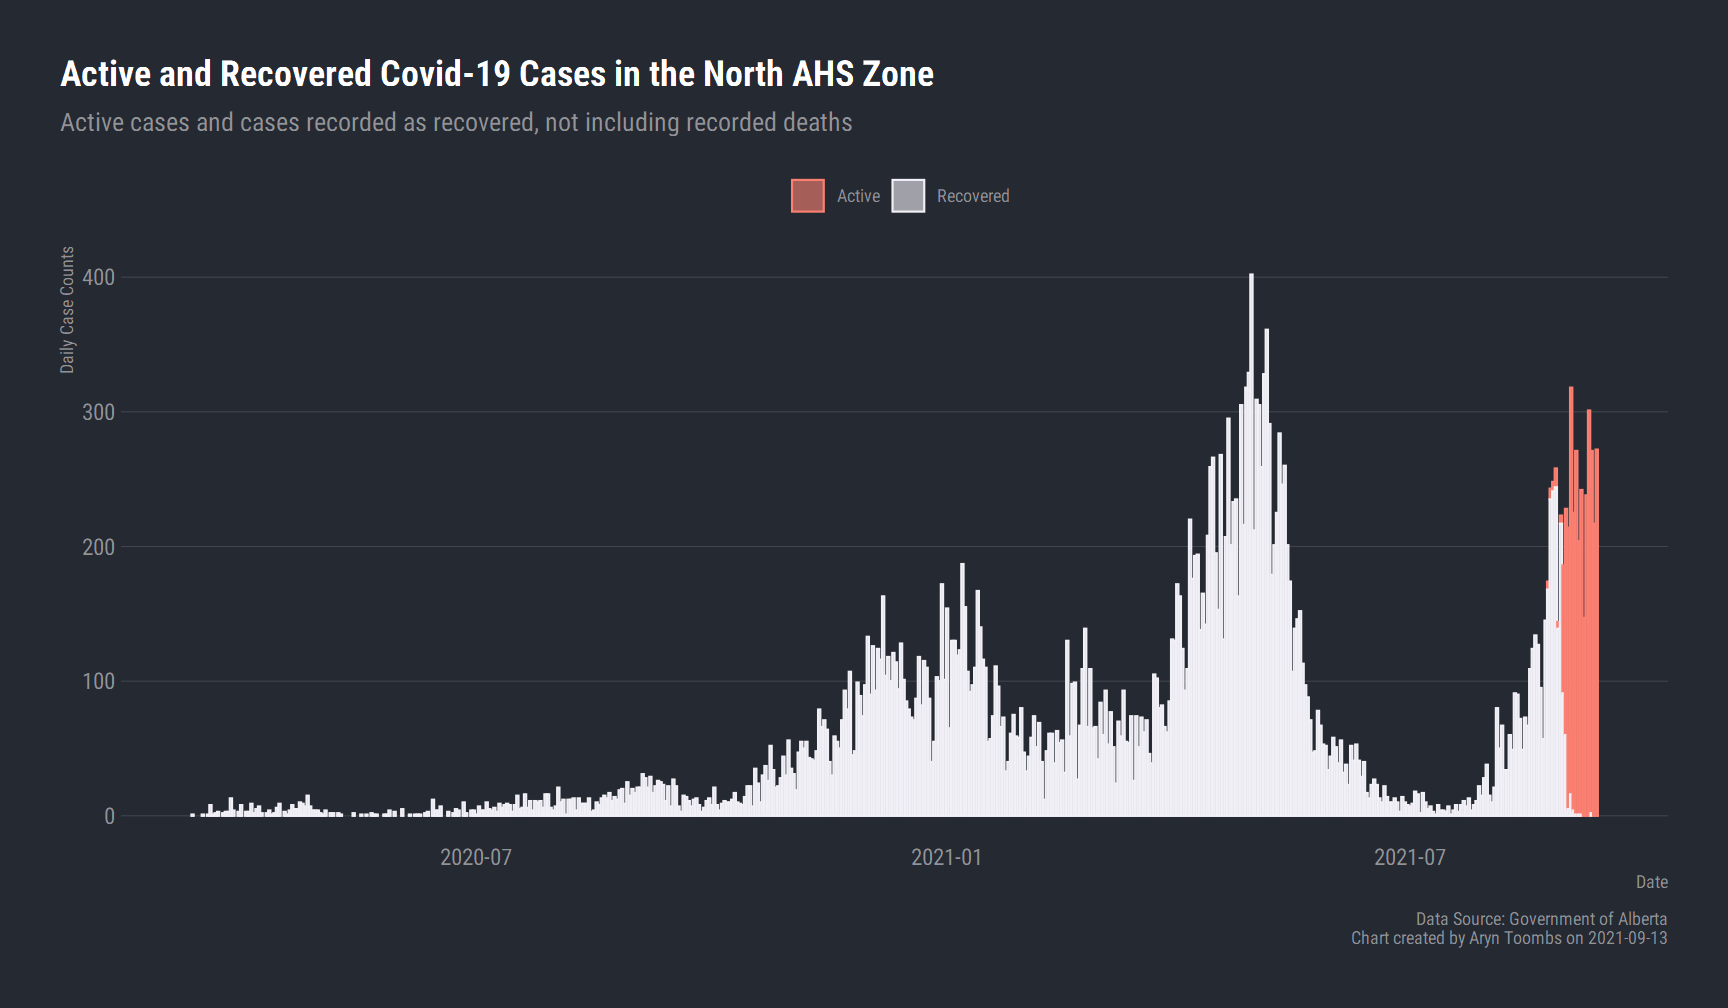 Active and Recovered Covid-19 Cases in the North AHS Zone
Active cases and cases recorded as recovered, not including recorded deaths
Active
Recovered
Daily Case Counts
400
300
200
100
0
2020-07
2021-01
2021-07
Date
Data Source: Government of Alberta
Chart created by Aryn Toombs on 2021-09-13